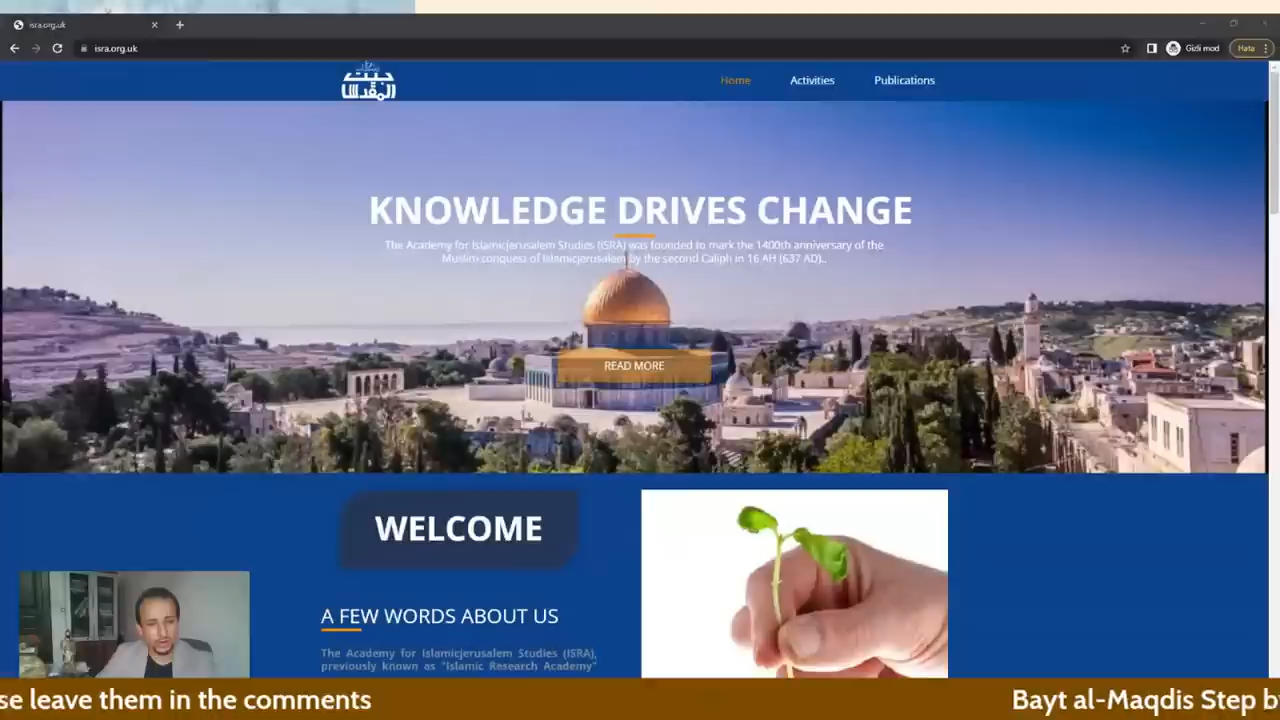 isra.org.uk
isra.org.uk
Gizli mod
Hata
بيت
المقدس
Home
Activities
Publications
KNOWLEDGE DRIVES CHANGE
The Academy for Islamicjerusalem Studies (ISRA) was founded to mark the 1400th anniversary of the
Muslim conquest of Islamicjerusalem by the second Caliph in 16 AH (637 AD)..
READ MORE
WELCOME
A FEW WORDS ABOUT US
The Academy for Islamicjerusalem Studies (ISRA),
previously known as "Islamic Research Academy"
se leave them in the comments
Bayt al-Maqdis Step b